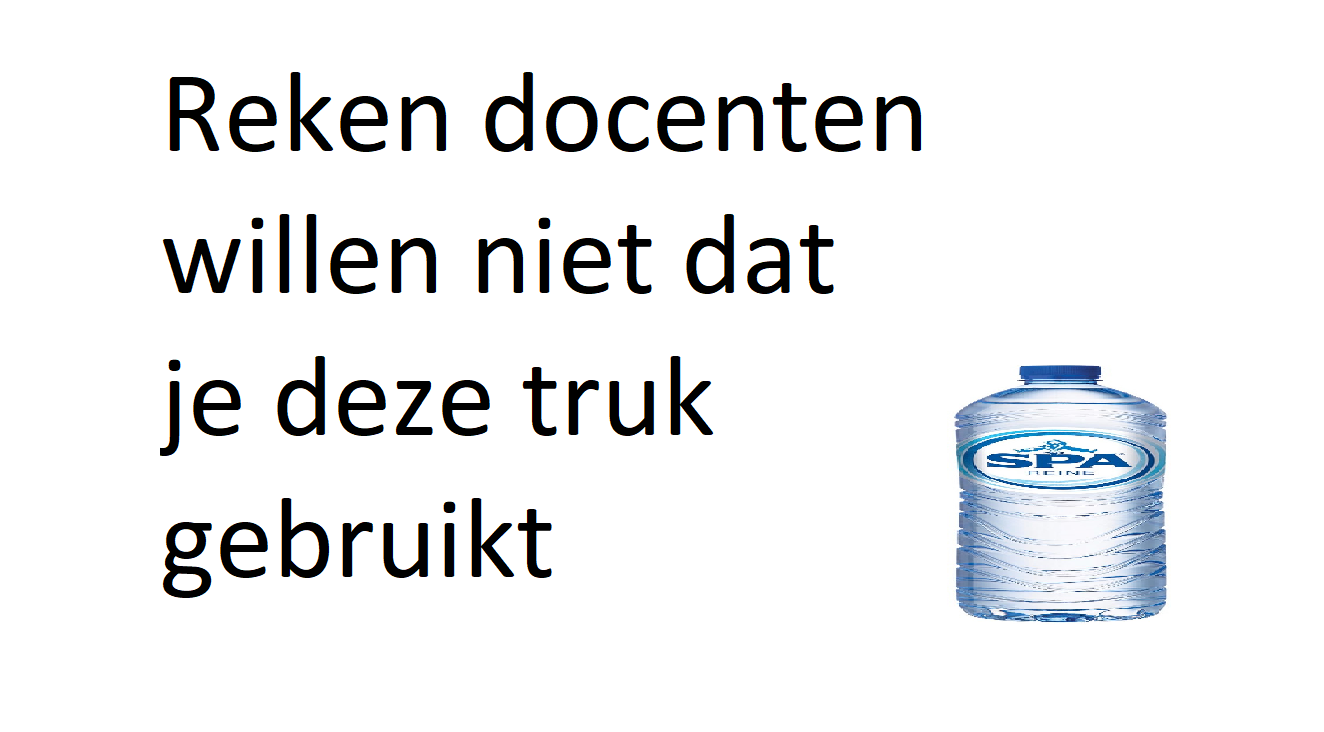 Reken docenten
willen niet dat
je deze truk
gebruikt
SPA
REINE